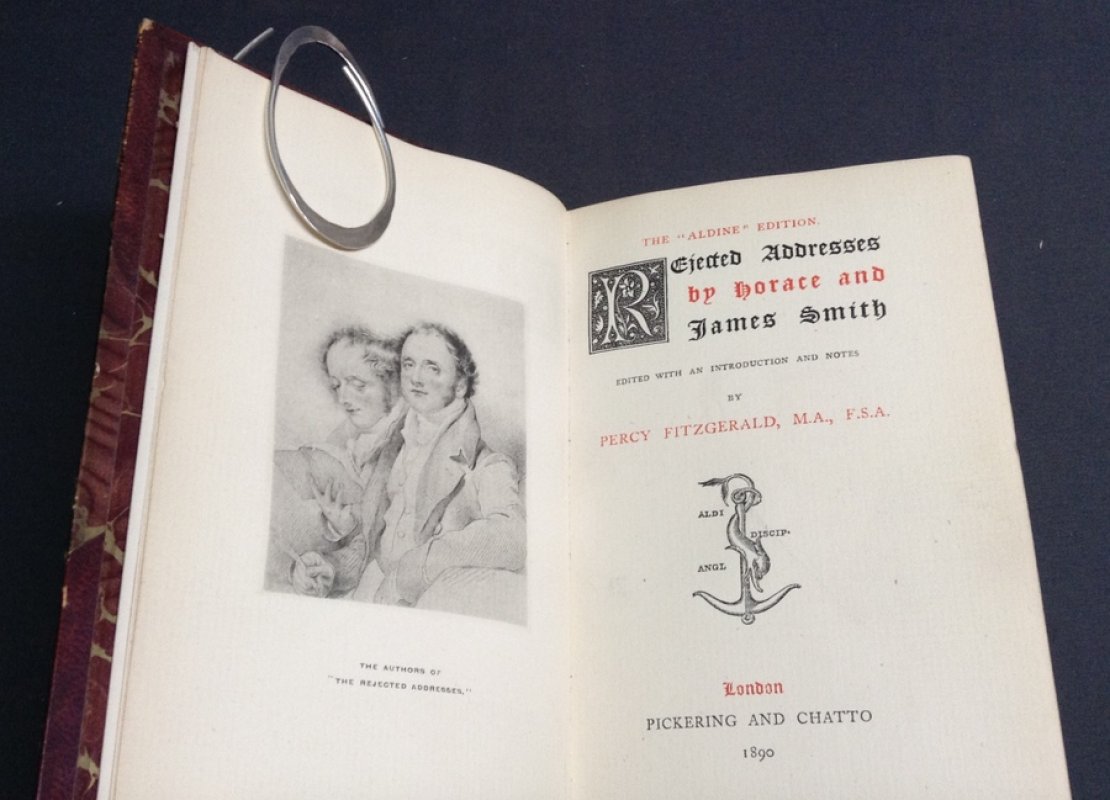 THE AUTHORS OF
"THE REJECTED ADDRESSES."
THE "ALDINE" EDITION.
REjected Addresses
by Horace and
James Smith
EDITED WITH AN INTRODUCTION AND NOTES
BY
PERCY FITZGERALD, M.A., F.S.A.
ALDI
DISCIP.
ANGL
London
PICKERING AND CHATTO
1890